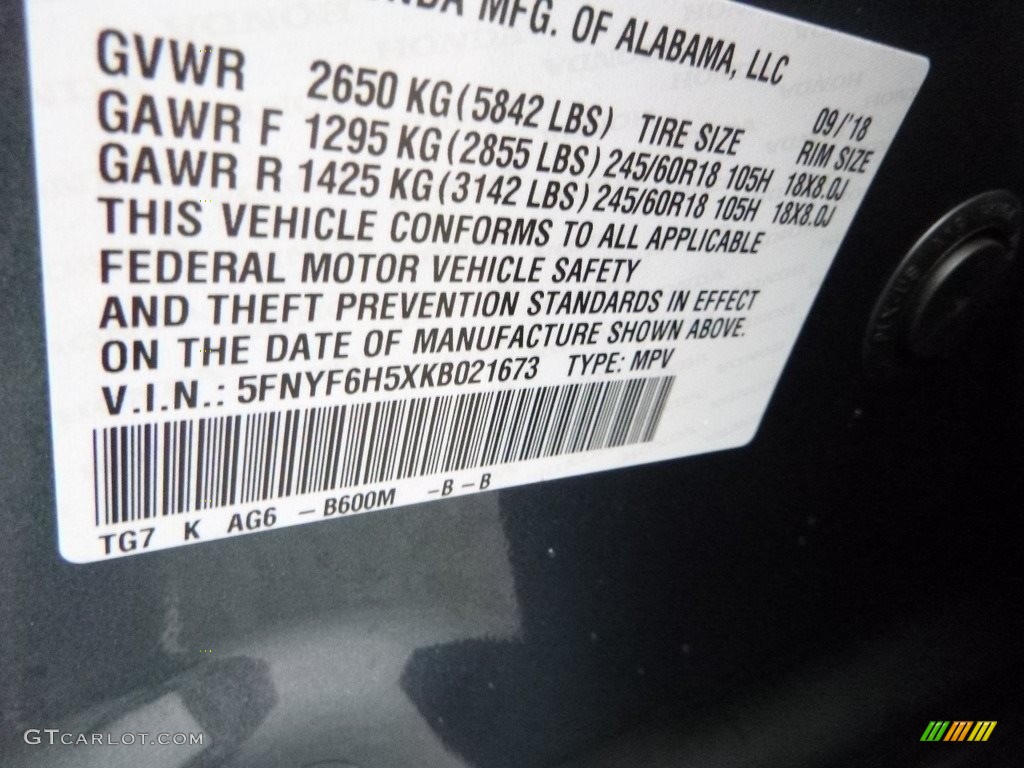 MFG. OF ALABAMA, LLC
GVWR 2650 KG (5842 LBS) TIRE SIZE 09/'18 RIM SIZE
GAWR F 1295 KG (2855 LBS) 245/60R18 105H 18X8.0J
GAWR R 1425 KG (3142 LBS) 245/60R18 105H 18X8.0J
THIS VEHICLE CONFORMS TO ALL APPLICABLE
FEDERAL MOTOR VEHICLE SAFETY
AND THEFT PREVENTION STANDARDS IN EFFECT
ON THE DATE OF MANUFACTURE SHOWN ABOVE.
V.I.N.: 5FNYF6H5XKB021673 TYPE: MPV
TG7 K AG6 - B600M - B - B
GTCARLOT.COM